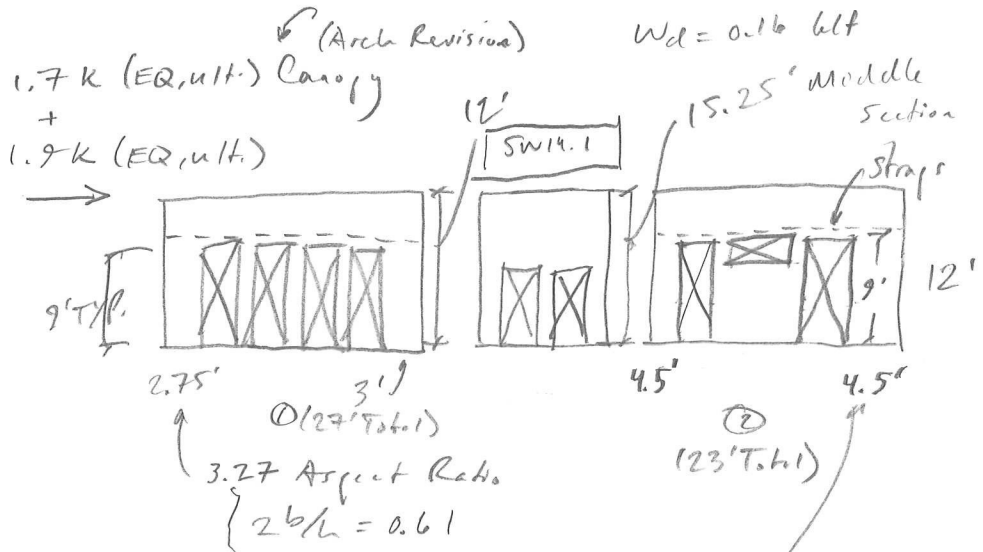 (Arch Revision)
Wd = 0.16 klf
1.7 K (EQ, ult.) Canopy
+
1.9 K (EQ, ult.)
12'
SW14.1
15.25' Middle
Section
Straps
9' TYP.
9'
12'
2.75'
3'
4.5'
4.5'
① (27' Total)
②
(23' Total)
3.27 Aspect Ratio
2b/h = 0.61